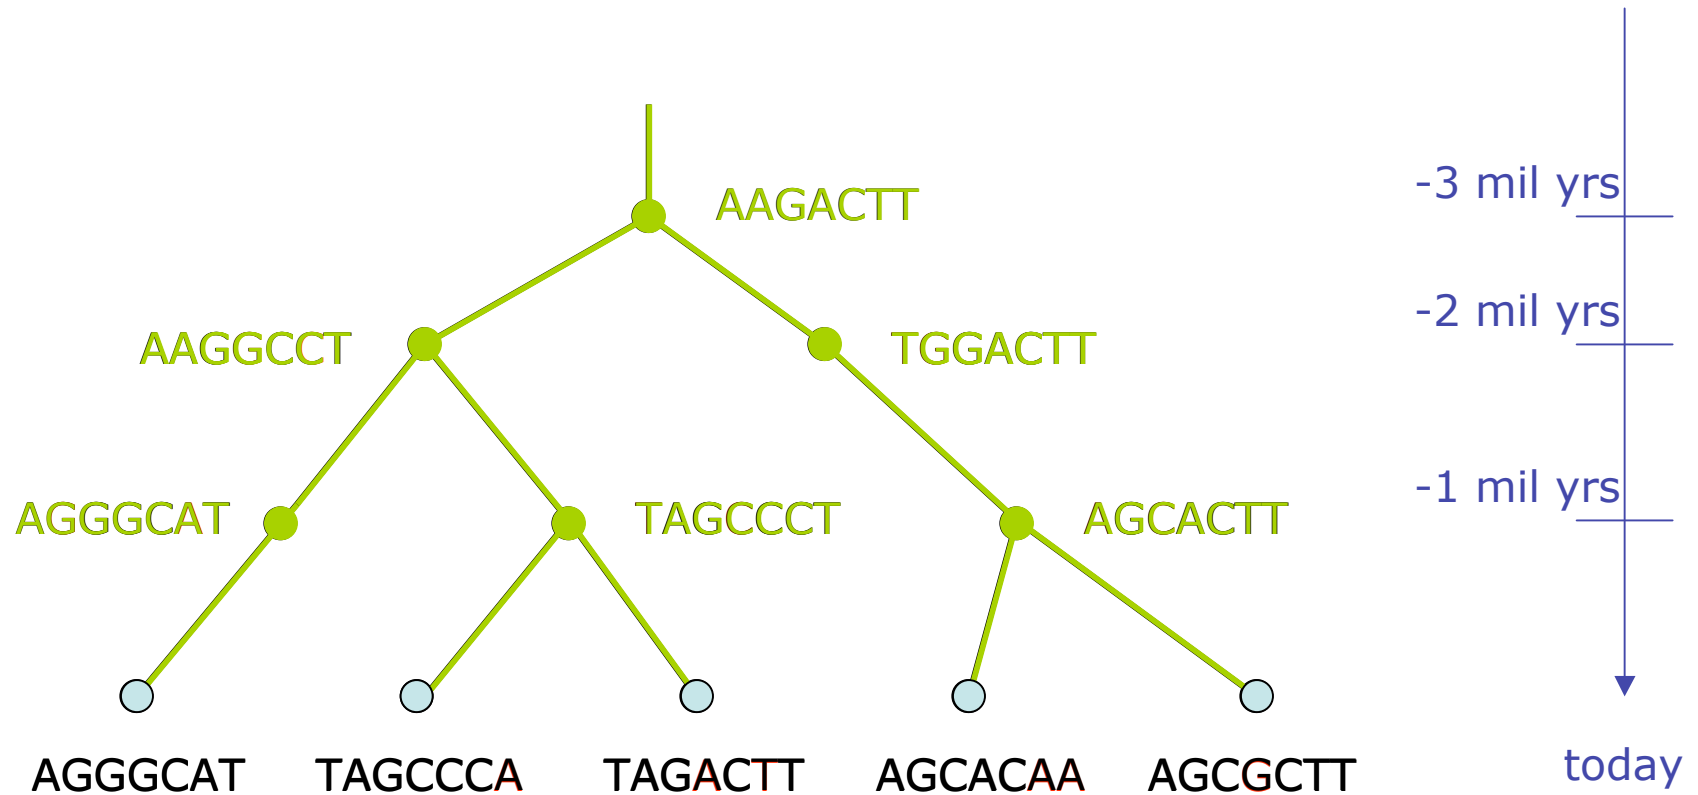 -3 mil yrs
AAGACTT
-2 mil yrs
AAGGCCT
TGGACTT
-1 mil yrs
AGGGCAT
TAGCCCT
AGCACTT
today
AGGGCAT
TAGCCCA
TAGACTT
AGCACAA
AGCGCTT